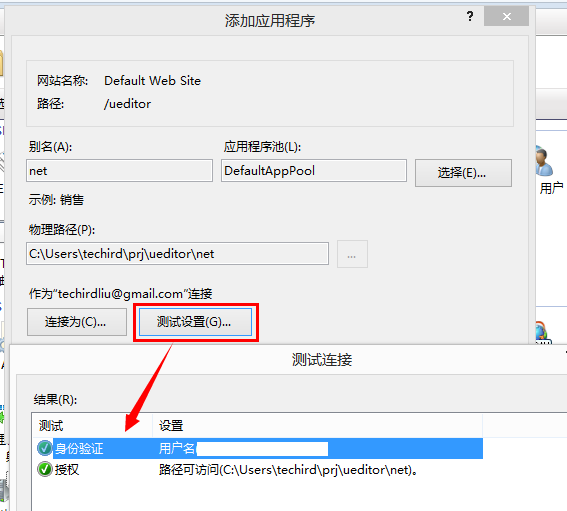 添加应用程序
? ×
网站名称: Default Web Site
路径: /ueditor
别名(A): 应用程序池(L):
net DefaultAppPool 选择(E)...
示例: 销售
用户
物理路径(P):
C:\Users\techird\prj\ueditor\net ...
作为“techirdliu@gmail.com”连接
连接为(C)... 测试设置(G)...
测试连接
结果(R):
测试 设置
身份验证 用户名(
授权 路径可访问(C:\Users\techird\prj\ueditor\net)。